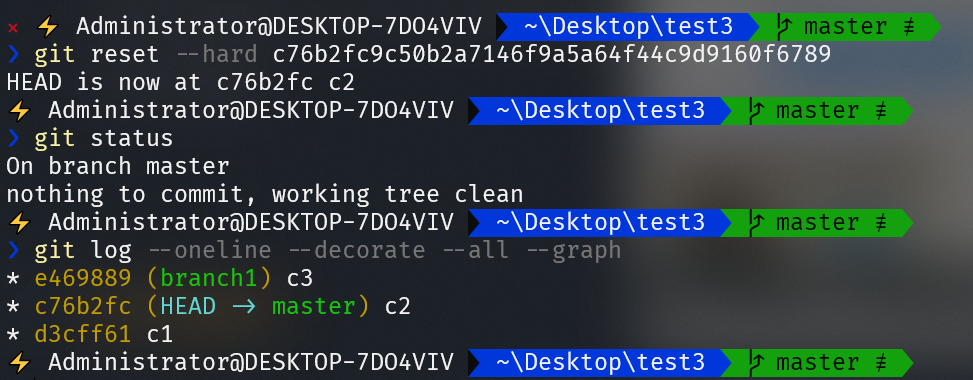 × ⚡ Administrator@DESKTOP-7DO4VIV ~\Desktop\test3 master ≢
❯ git reset --hard c76b2fc9c50b2a7146f9a5a64f44c9d9160f6789
HEAD is now at c76b2fc c2
⚡ Administrator@DESKTOP-7DO4VIV ~\Desktop\test3 master ≢
❯ git status
On branch master
nothing to commit, working tree clean
⚡ Administrator@DESKTOP-7DO4VIV ~\Desktop\test3 master ≢
❯ git log --oneline --decorate --all --graph
* e469889 (branch1) c3
* c76b2fc (HEAD -> master) c2
* d3cff61 c1
⚡ Administrator@DESKTOP-7DO4VIV ~\Desktop\test3 master ≢